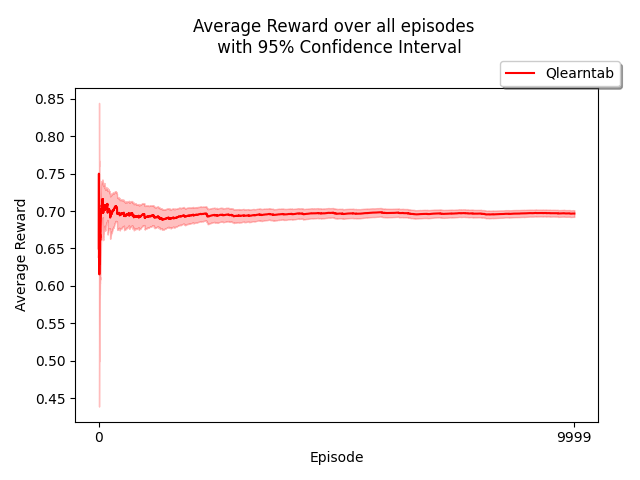 Average Reward over all episodes
with 95% Confidence Interval
Qlearntab
0.85
0.80
0.75
0.70
0.65
0.60
0.55
0.50
0.45
Average Reward
0 9999
Episode